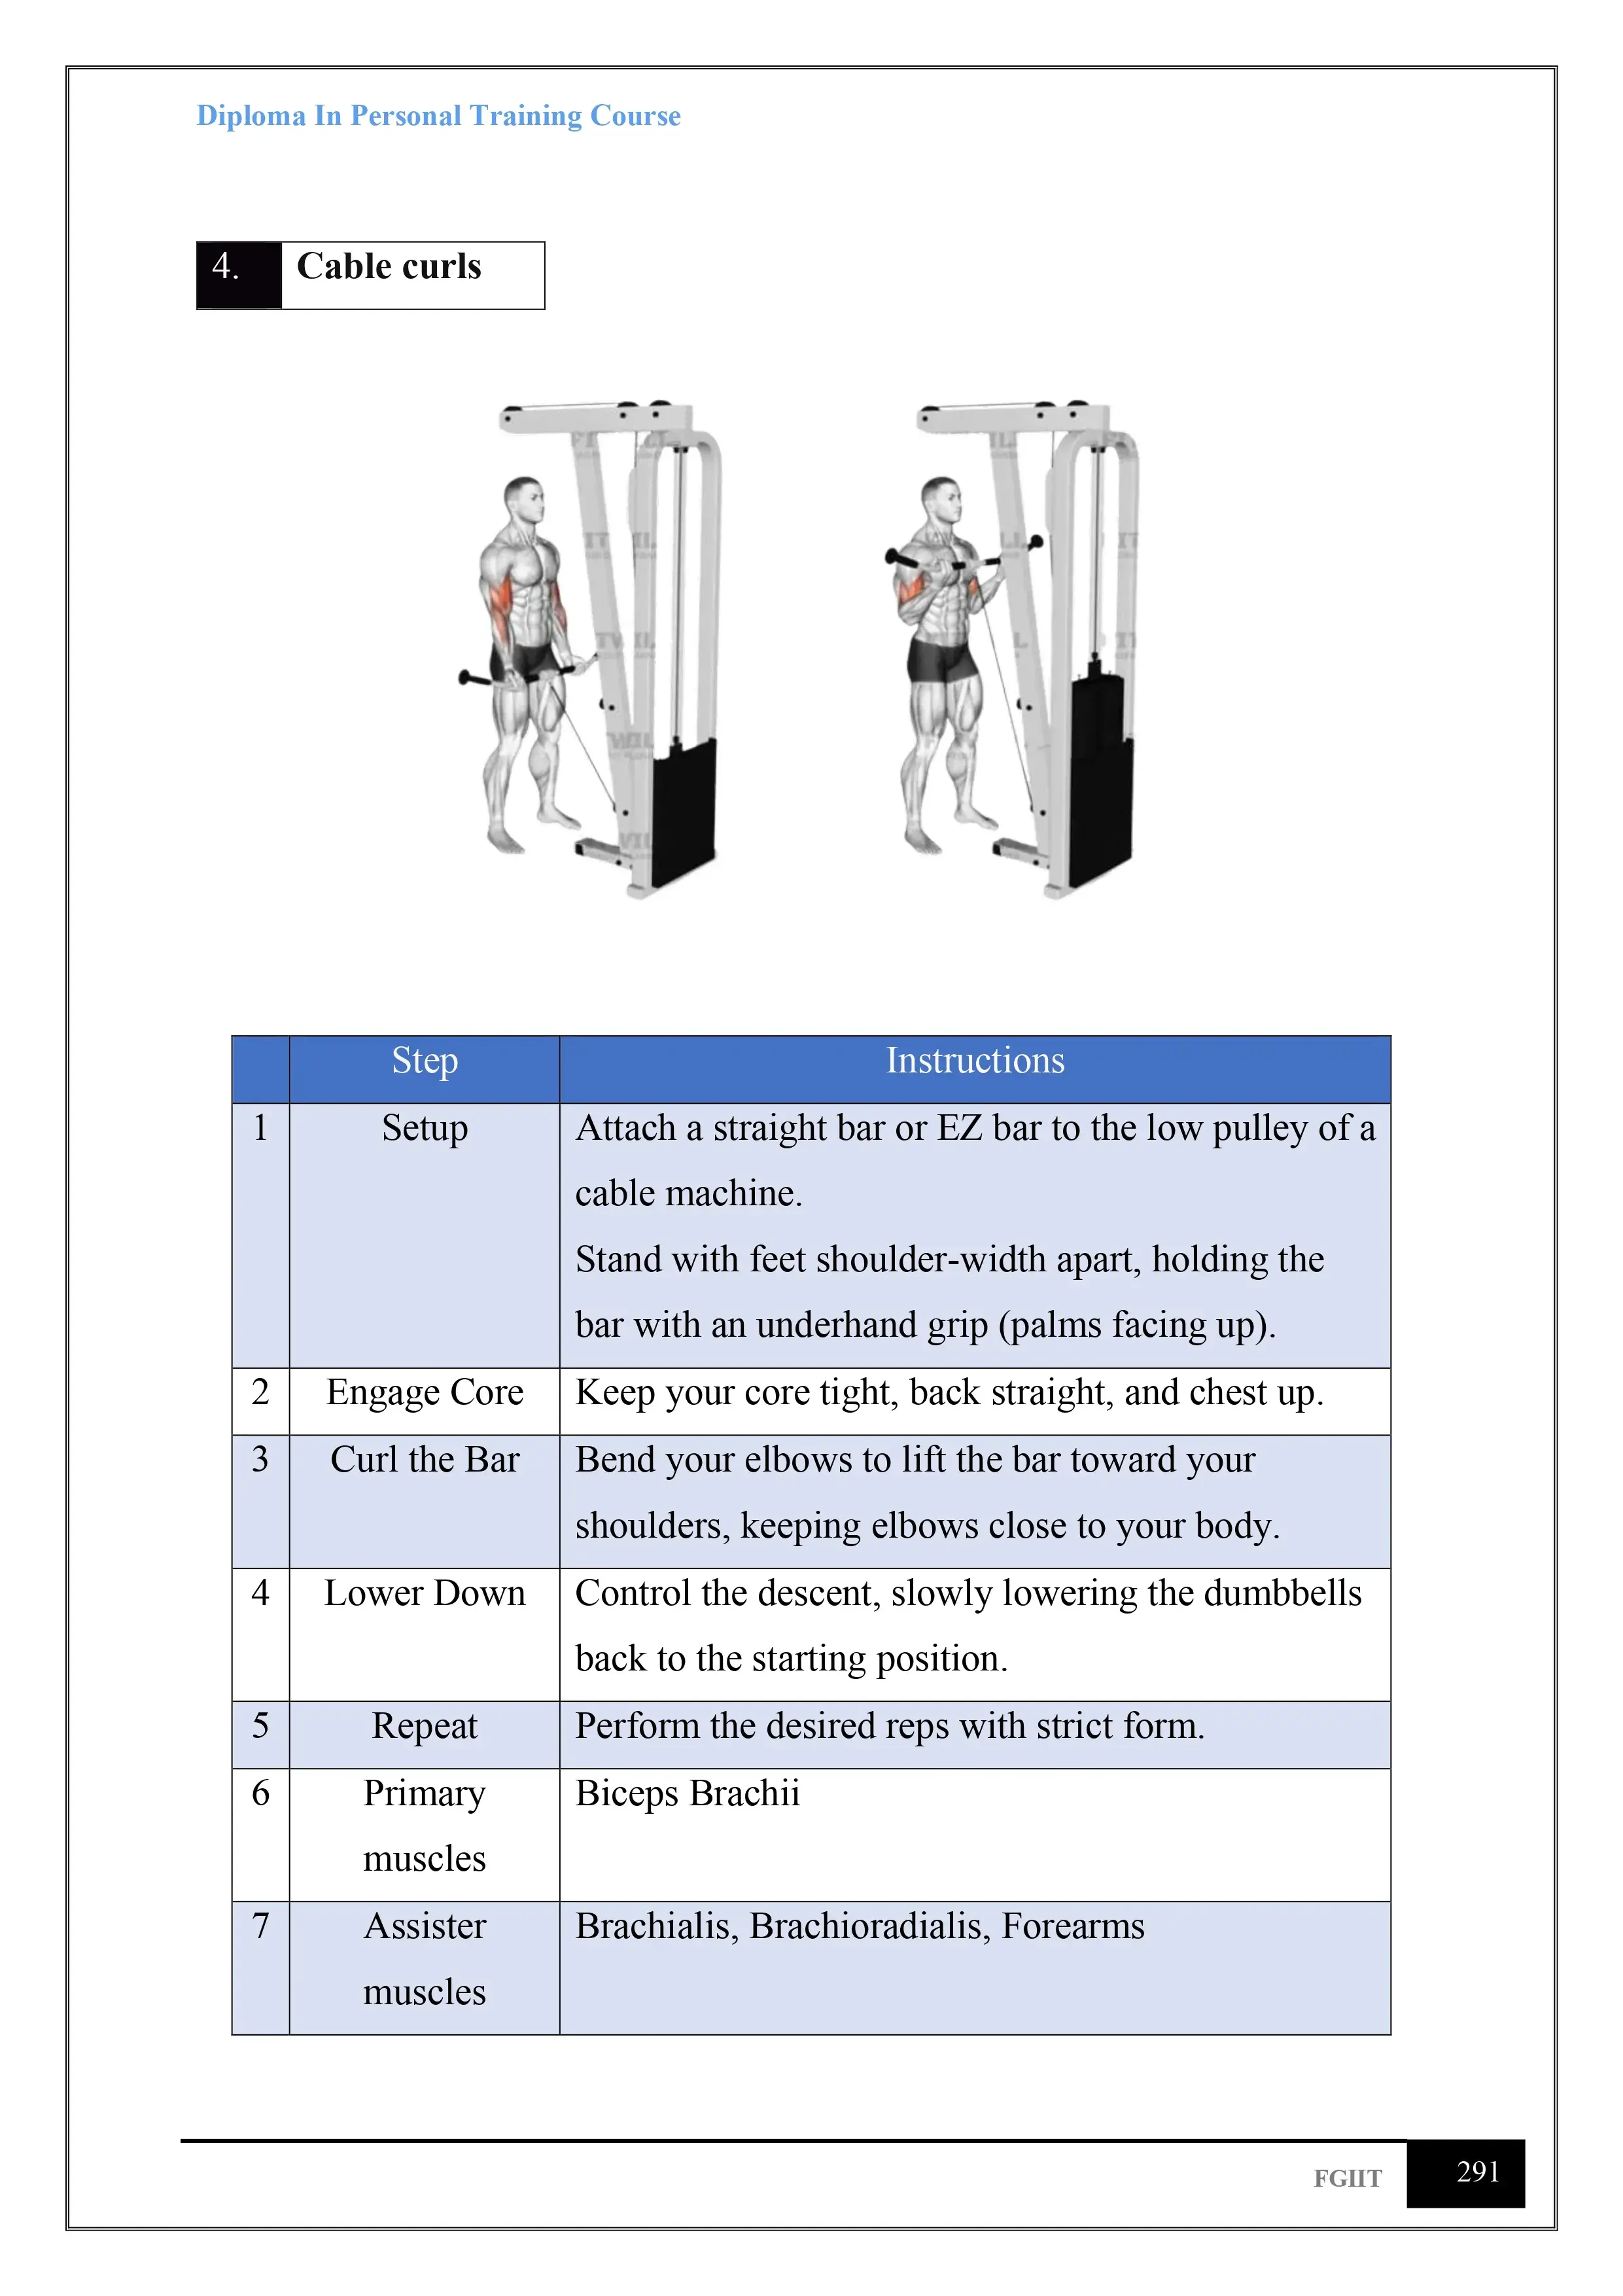 Diploma In Personal Training Course
4. Cable curls
Step Instructions
1 Setup Attach a straight bar or EZ bar to the low pulley of a
cable machine.
Stand with feet shoulder-width apart, holding the
bar with an underhand grip (palms facing up).
2 Engage Core Keep your core tight, back straight, and chest up.
3 Curl the Bar Bend your elbows to lift the bar toward your
shoulders, keeping elbows close to your body.
4 Lower Down Control the descent, slowly lowering the dumbbells
back to the starting position.
5 Repeat Perform the desired reps with strict form.
6 Primary Biceps Brachii
muscles
7 Assister Brachialis, Brachioradialis, Forearms
muscles
FGIIT 291